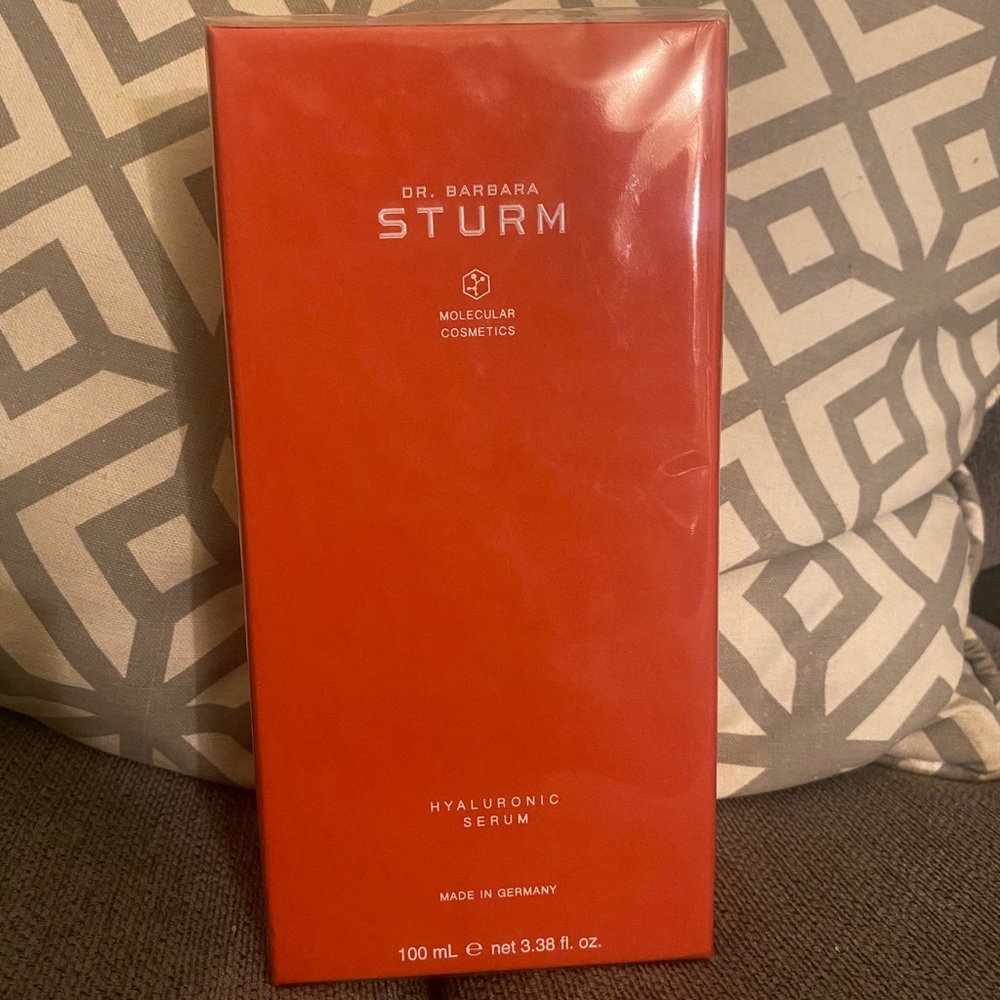 DR. BARBARA
STURM
MOLECULAR
COSMETICS
HYALURONIC
SERUM
MADE IN GERMANY
100 mL ℮ net 3.38 fl. oz.